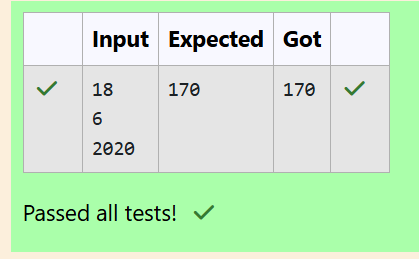 Input Expected Got
18 170 170
6
2020
Passed all tests!